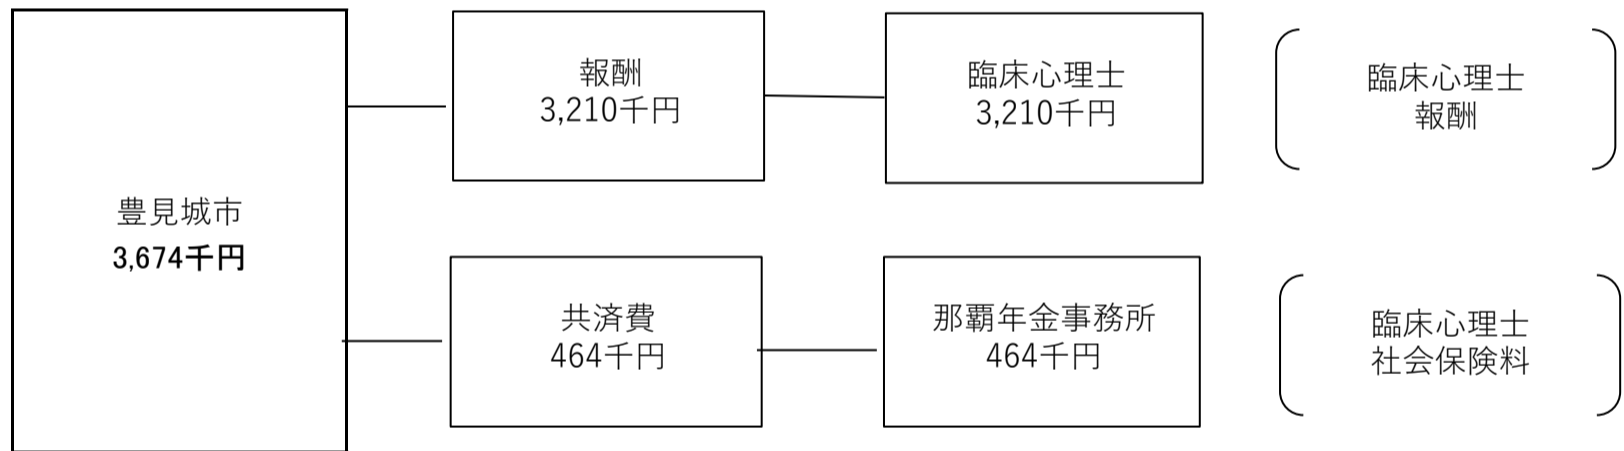 豊見城市
3,674千円
報酬
3,210千円
臨床心理士
3,210千円
臨床心理士
報酬
共済費
464千円
那覇年金事務所
464千円
臨床心理士
社会保険料